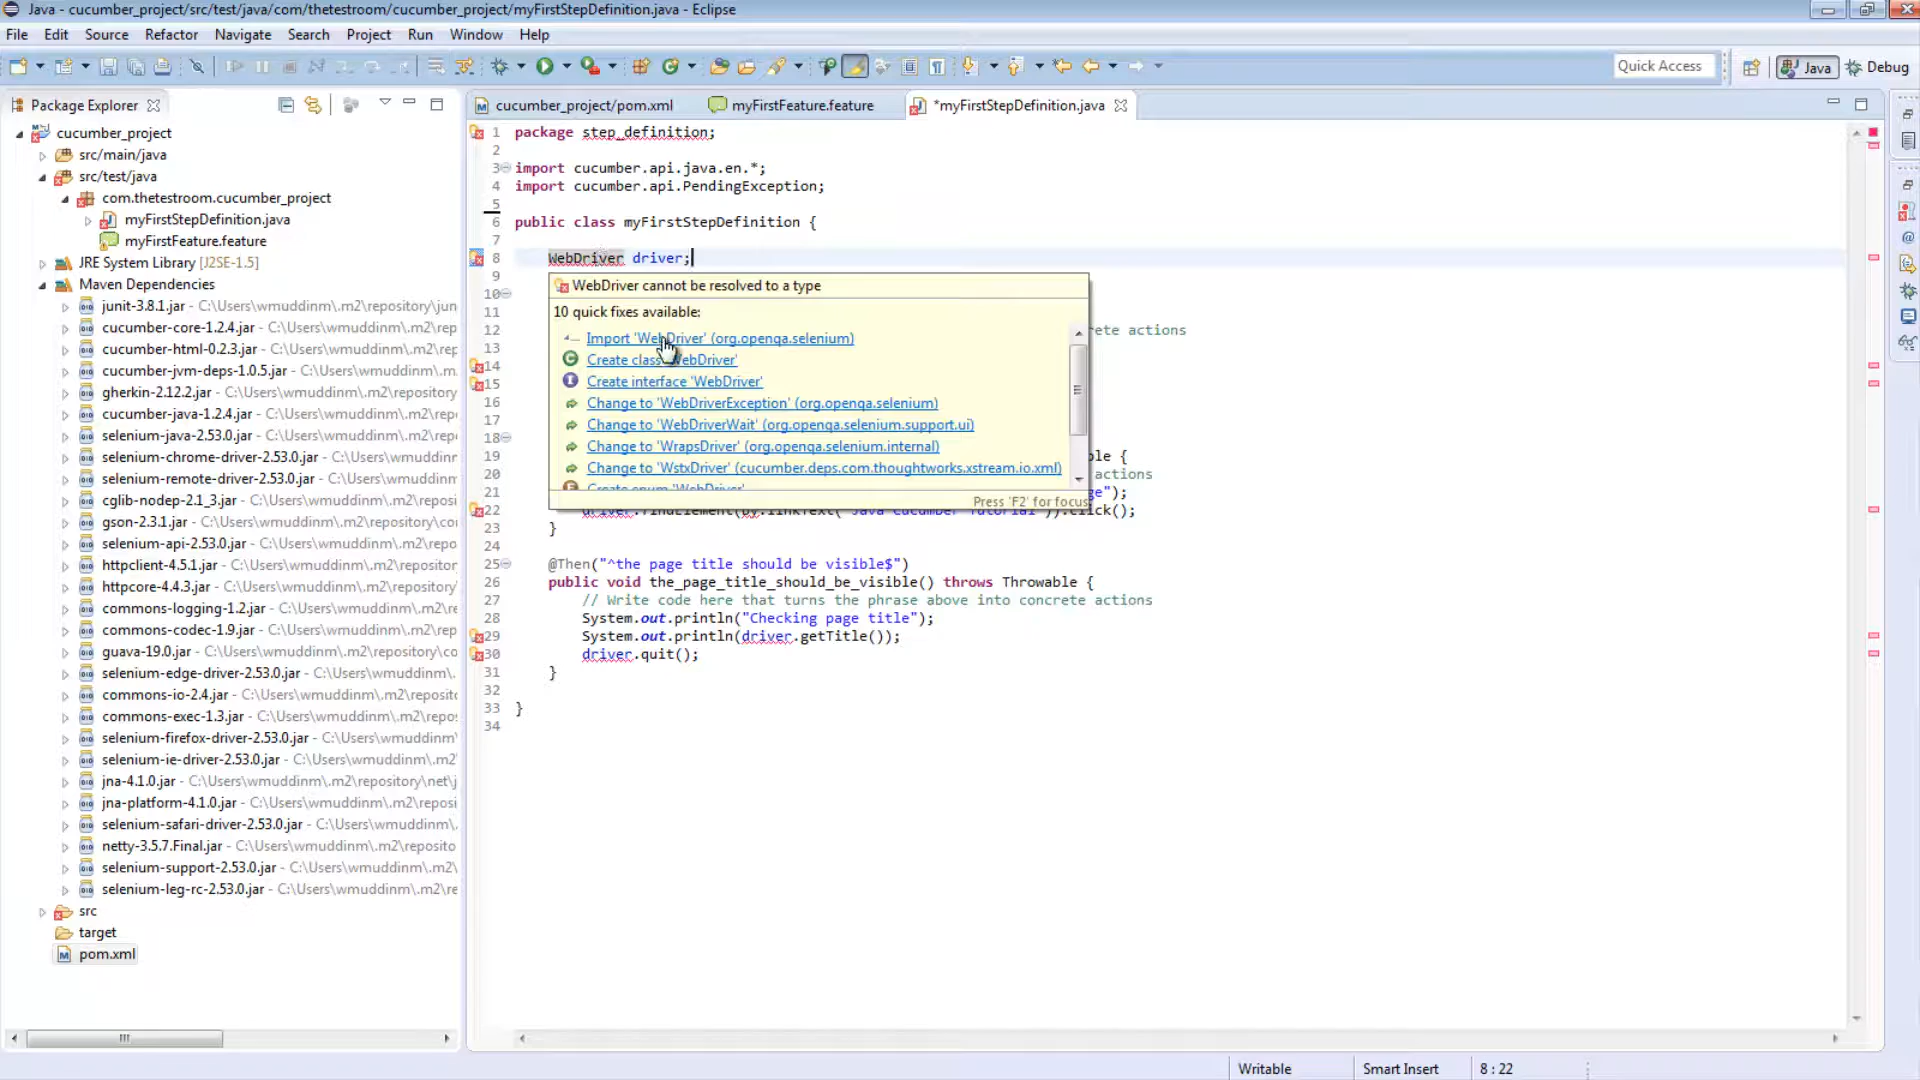 Java - cucumber_project/src/test/java/com/thetestroom/cucumber_project/myFirstStepDefinition.java - Eclipse
File Edit Source Refactor Navigate Search Project Run Window Help
Quick Access Java Debug
Package Explorer
cucumber_project/pom.xml myFirstFeature.feature *myFirstStepDefinition.java
cucumber_project
src/main/java
src/test/java
com.thetestroom.cucumber_project
myFirstStepDefinition.java
myFirstFeature.feature
JRE System Library [J2SE-1.5]
Maven Dependencies
junit-3.8.1.jar - C:\Users\wmuddinm\.m2\repository\jun
cucumber-core-1.2.4.jar - C:\Users\wmuddinm\.m2\re
cucumber-html-0.2.3.jar - C:\Users\wmuddinm\.m2\re
cucumber-jvm-deps-1.0.5.jar - C:\Users\wmuddinm\.m
gherkin-2.12.2.jar - C:\Users\wmuddinm\.m2\reposito
cucumber-java-1.2.4.jar - C:\Users\wmuddinm\.m2\re
selenium-java-2.53.0.jar - C:\Users\wmuddinm\.m2\re
selenium-chrome-driver-2.53.0.jar - C:\Users\wmuddi
selenium-remote-driver-2.53.0.jar - C:\Users\wmuddi
cglib-nodep-2.1_3.jar - C:\Users\wmuddinm\.m2\repo
gson-2.3.1.jar - C:\Users\wmuddinm\.m2\repository\co
selenium-api-2.53.0.jar - C:\Users\wmuddinm\.m2\rep
httpclient-4.5.1.jar - C:\Users\wmuddinm\.m2\reposit
httpcore-4.4.3.jar - C:\Users\wmuddinm\.m2\reposito
commons-logging-1.2.jar - C:\Users\wmuddinm\.m2\re
commons-codec-1.9.jar - C:\Users\wmuddinm\.m2\re
guava-19.0.jar - C:\Users\wmuddinm\.m2\repository\co
selenium-edge-driver-2.53.0.jar - C:\Users\wmuddinm
commons-io-2.4.jar - C:\Users\wmuddinm\.m2\reposit
commons-exec-1.3.jar - C:\Users\wmuddinm\.m2\repo
selenium-firefox-driver-2.53.0.jar - C:\Users\wmuddinm\
selenium-ie-driver-2.53.0.jar - C:\Users\wmuddinm\.m2
jna-4.1.0.jar - C:\Users\wmuddinm\.m2\repository\net\j
jna-platform-4.1.0.jar - C:\Users\wmuddinm\.m2\reposi
selenium-safari-driver-2.53.0.jar - C:\Users\wmuddinm\.
netty-3.5.7.Final.jar - C:\Users\wmuddinm\.m2\reposito
selenium-support-2.53.0.jar - C:\Users\wmuddinm\.m2
selenium-leg-rc-2.53.0.jar - C:\Users\wmuddinm\.m2\re
src
target
pom.xml
1 package step_definition;
2
3 import cucumber.api.java.en.*;
4 import cucumber.api.PendingException;
5
6 public class myFirstStepDefinition {
7
8 WebDriver driver;
9
10
11
12 rete actions
13
14
15
16
17
18
19 ble {
20 actions
21 ge");
22 driver.findElement(By.linkText("Java Cucumber Tutorial")).click();
23 }
24
25 @Then("^the page title should be visible$")
26 public void the_page_title_should_be_visible() throws Throwable {
27 // Write code here that turns the phrase above into concrete actions
28 System.out.println("Checking page title");
29 System.out.println(driver.getTitle());
30 driver.quit();
31 }
32
33 }
34
WebDriver cannot be resolved to a type
10 quick fixes available:
Import 'WebDriver' (org.openqa.selenium)
Create class 'WebDriver'
Create interface 'WebDriver'
Change to 'WebDriverException' (org.openqa.selenium)
Change to 'WebDriverWait' (org.openqa.selenium.support.ui)
Change to 'WrapsDriver' (org.openqa.selenium.internal)
Change to 'WstxDriver' (cucumber.deps.com.thoughtworks.xstream.io.xml)
Create enum 'WebDriver'
Press 'F2' for focus
Writable Smart Insert 8 : 22